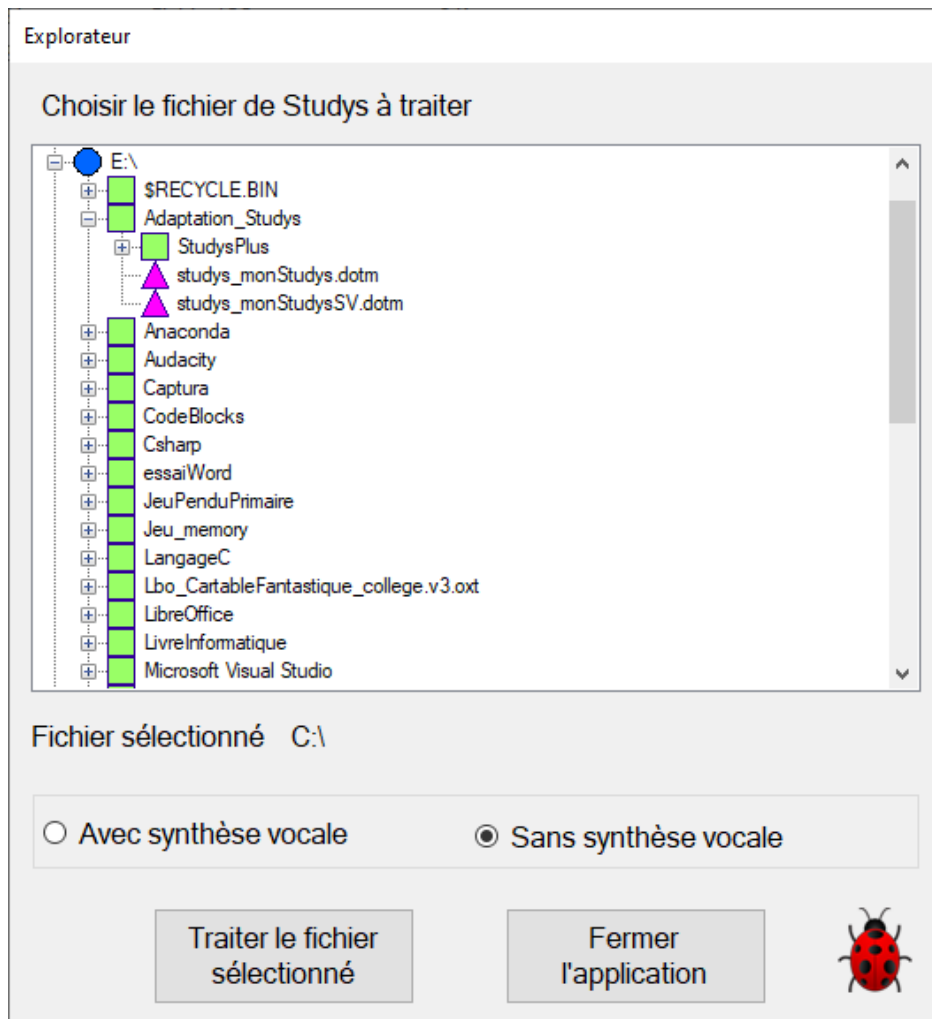 Explorateur
Choisir le fichier de Studys à traiter
E:\
$RECYCLE.BIN
Adaptation_Studys
StudysPlus
studys_monStudys.dotm
studys_monStudysSV.dotm
Anaconda
Audacity
Captura
CodeBlocks
Csharp
essaiWord
JeuPenduPrimaire
Jeu_memory
LangageC
Lbo_CartableFantastique_college.v3.oxt
LibreOffice
LivreInformatique
Microsoft Visual Studio
Fichier sélectionné C:\
Avec synthèse vocale Sans synthèse vocale
Traiter le fichier
sélectionné
Fermer
l'application